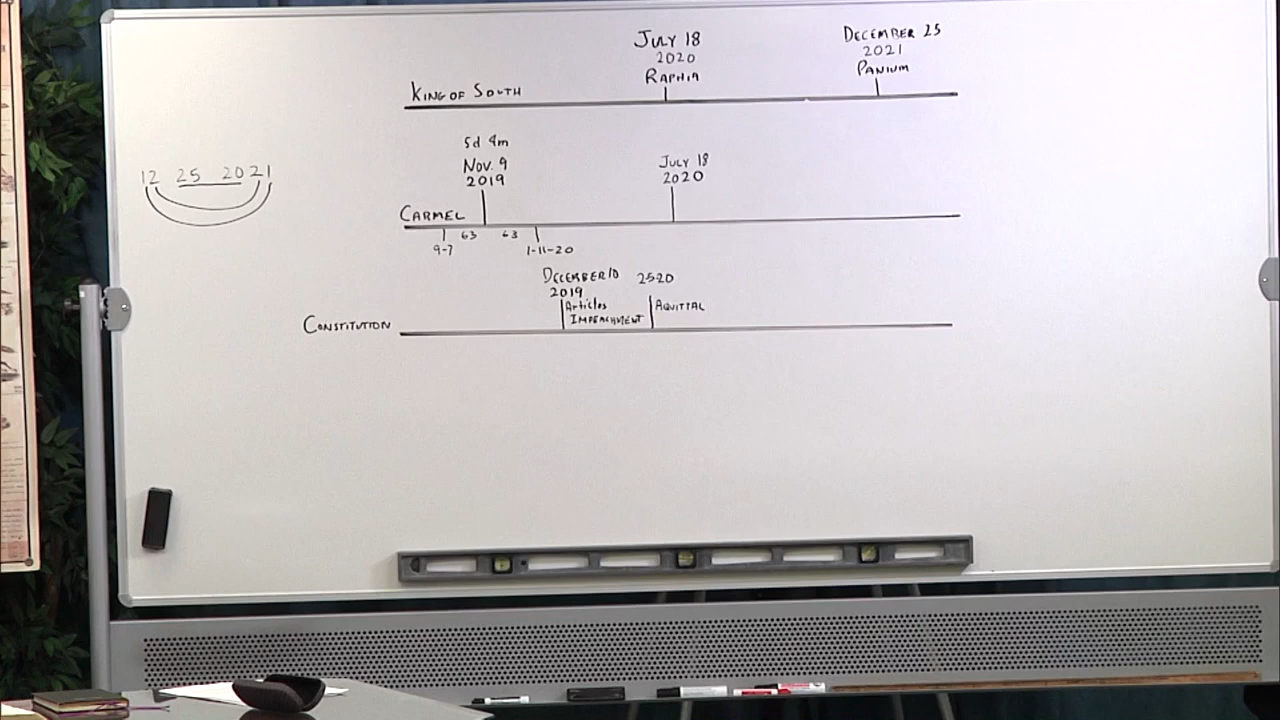 JULY 18
2020
RAPHIA
DECEMBER 25
2021
PANIUM
KING OF SOUTH
5d 9m
Nov. 9
2019
JULY 18
2020
12 25 2021
CARMEL
63 63
9-7
1-11-20
DECEMBER 10
2019
2520
Articles
IMPEACHMENT
AQUITTAL
CONSTITUTION